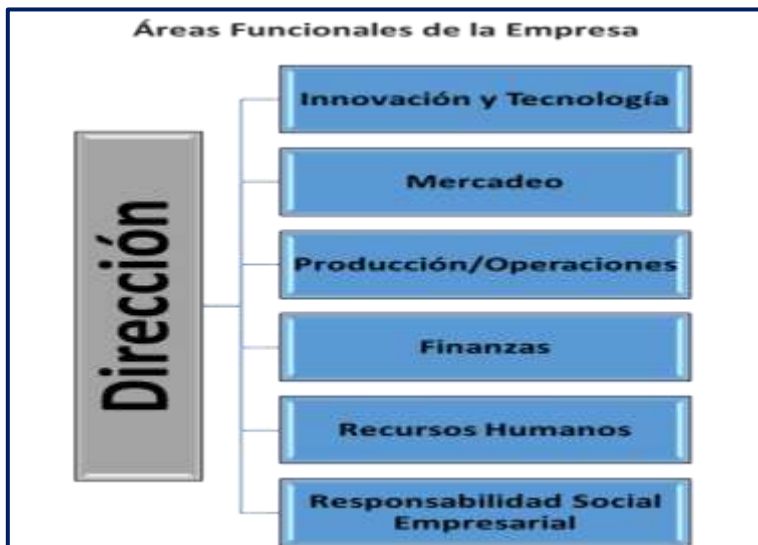 Áreas Funcionales de la Empresa
Dirección
Innovación y Tecnología
Mercadeo
Producción/Operaciones
Finanzas
Recursos Humanos
Responsabilidad Social
Empresarial